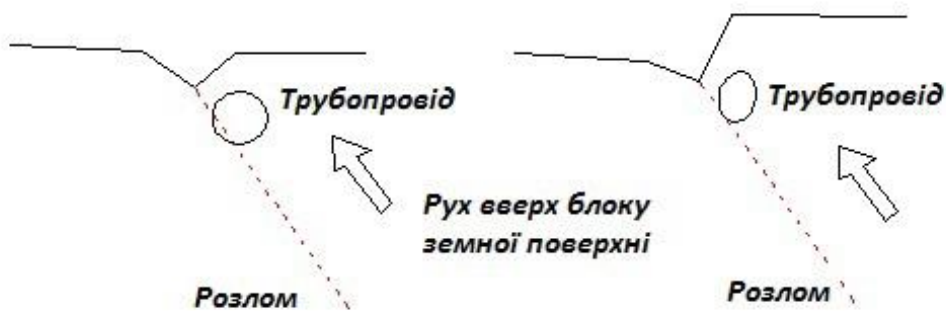 Трубопровід
Трубопровід
Рух вверх блоку
земної поверхні
Розлом
Розлом